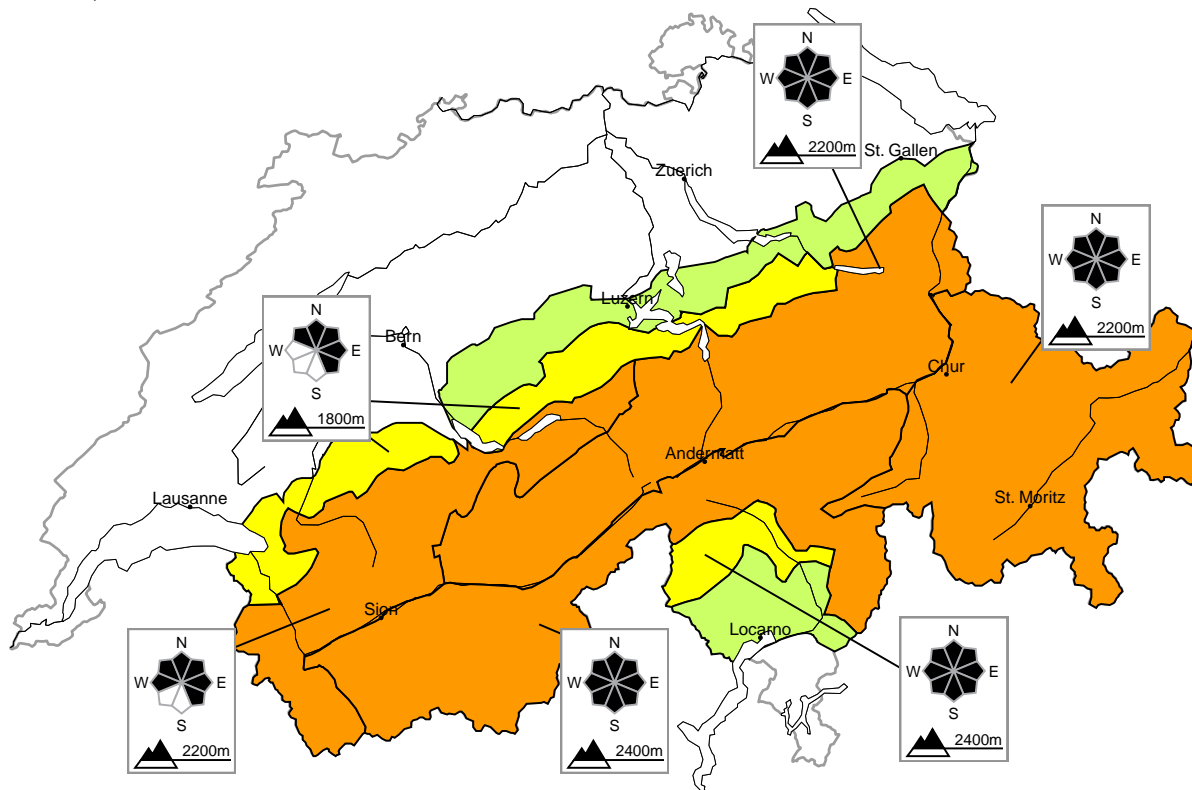 N
W E
S
2200m
St. Gallen
Zuerich
N
W E
S
2200m
Luzern
N
W E
S
1800m
Bern
Chur
Andermatt
Lausanne
St. Moritz
Sion
Locarno
N
W E
S
2200m
N
W E
S
2400m
N
W E
S
2400m